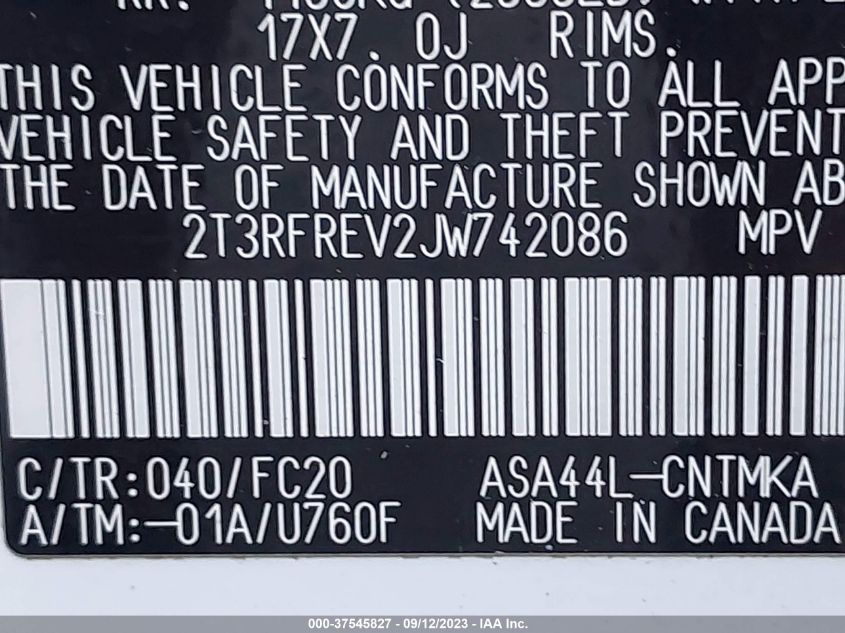 17X7. 0J RIMS.
THIS VEHICLE CONFORMS TO ALL APP
VEHICLE SAFETY AND THEFT PREVENT
THE DATE OF MANUFACTURE SHOWN AB
2T3RFREV2JW742086 MPV
C/TR:040/FC20 ASA44L-CNTMKA
A/TM:-01A/U760F MADE IN CANADA
000-37545827 - 09/12/2023 - IAA Inc.